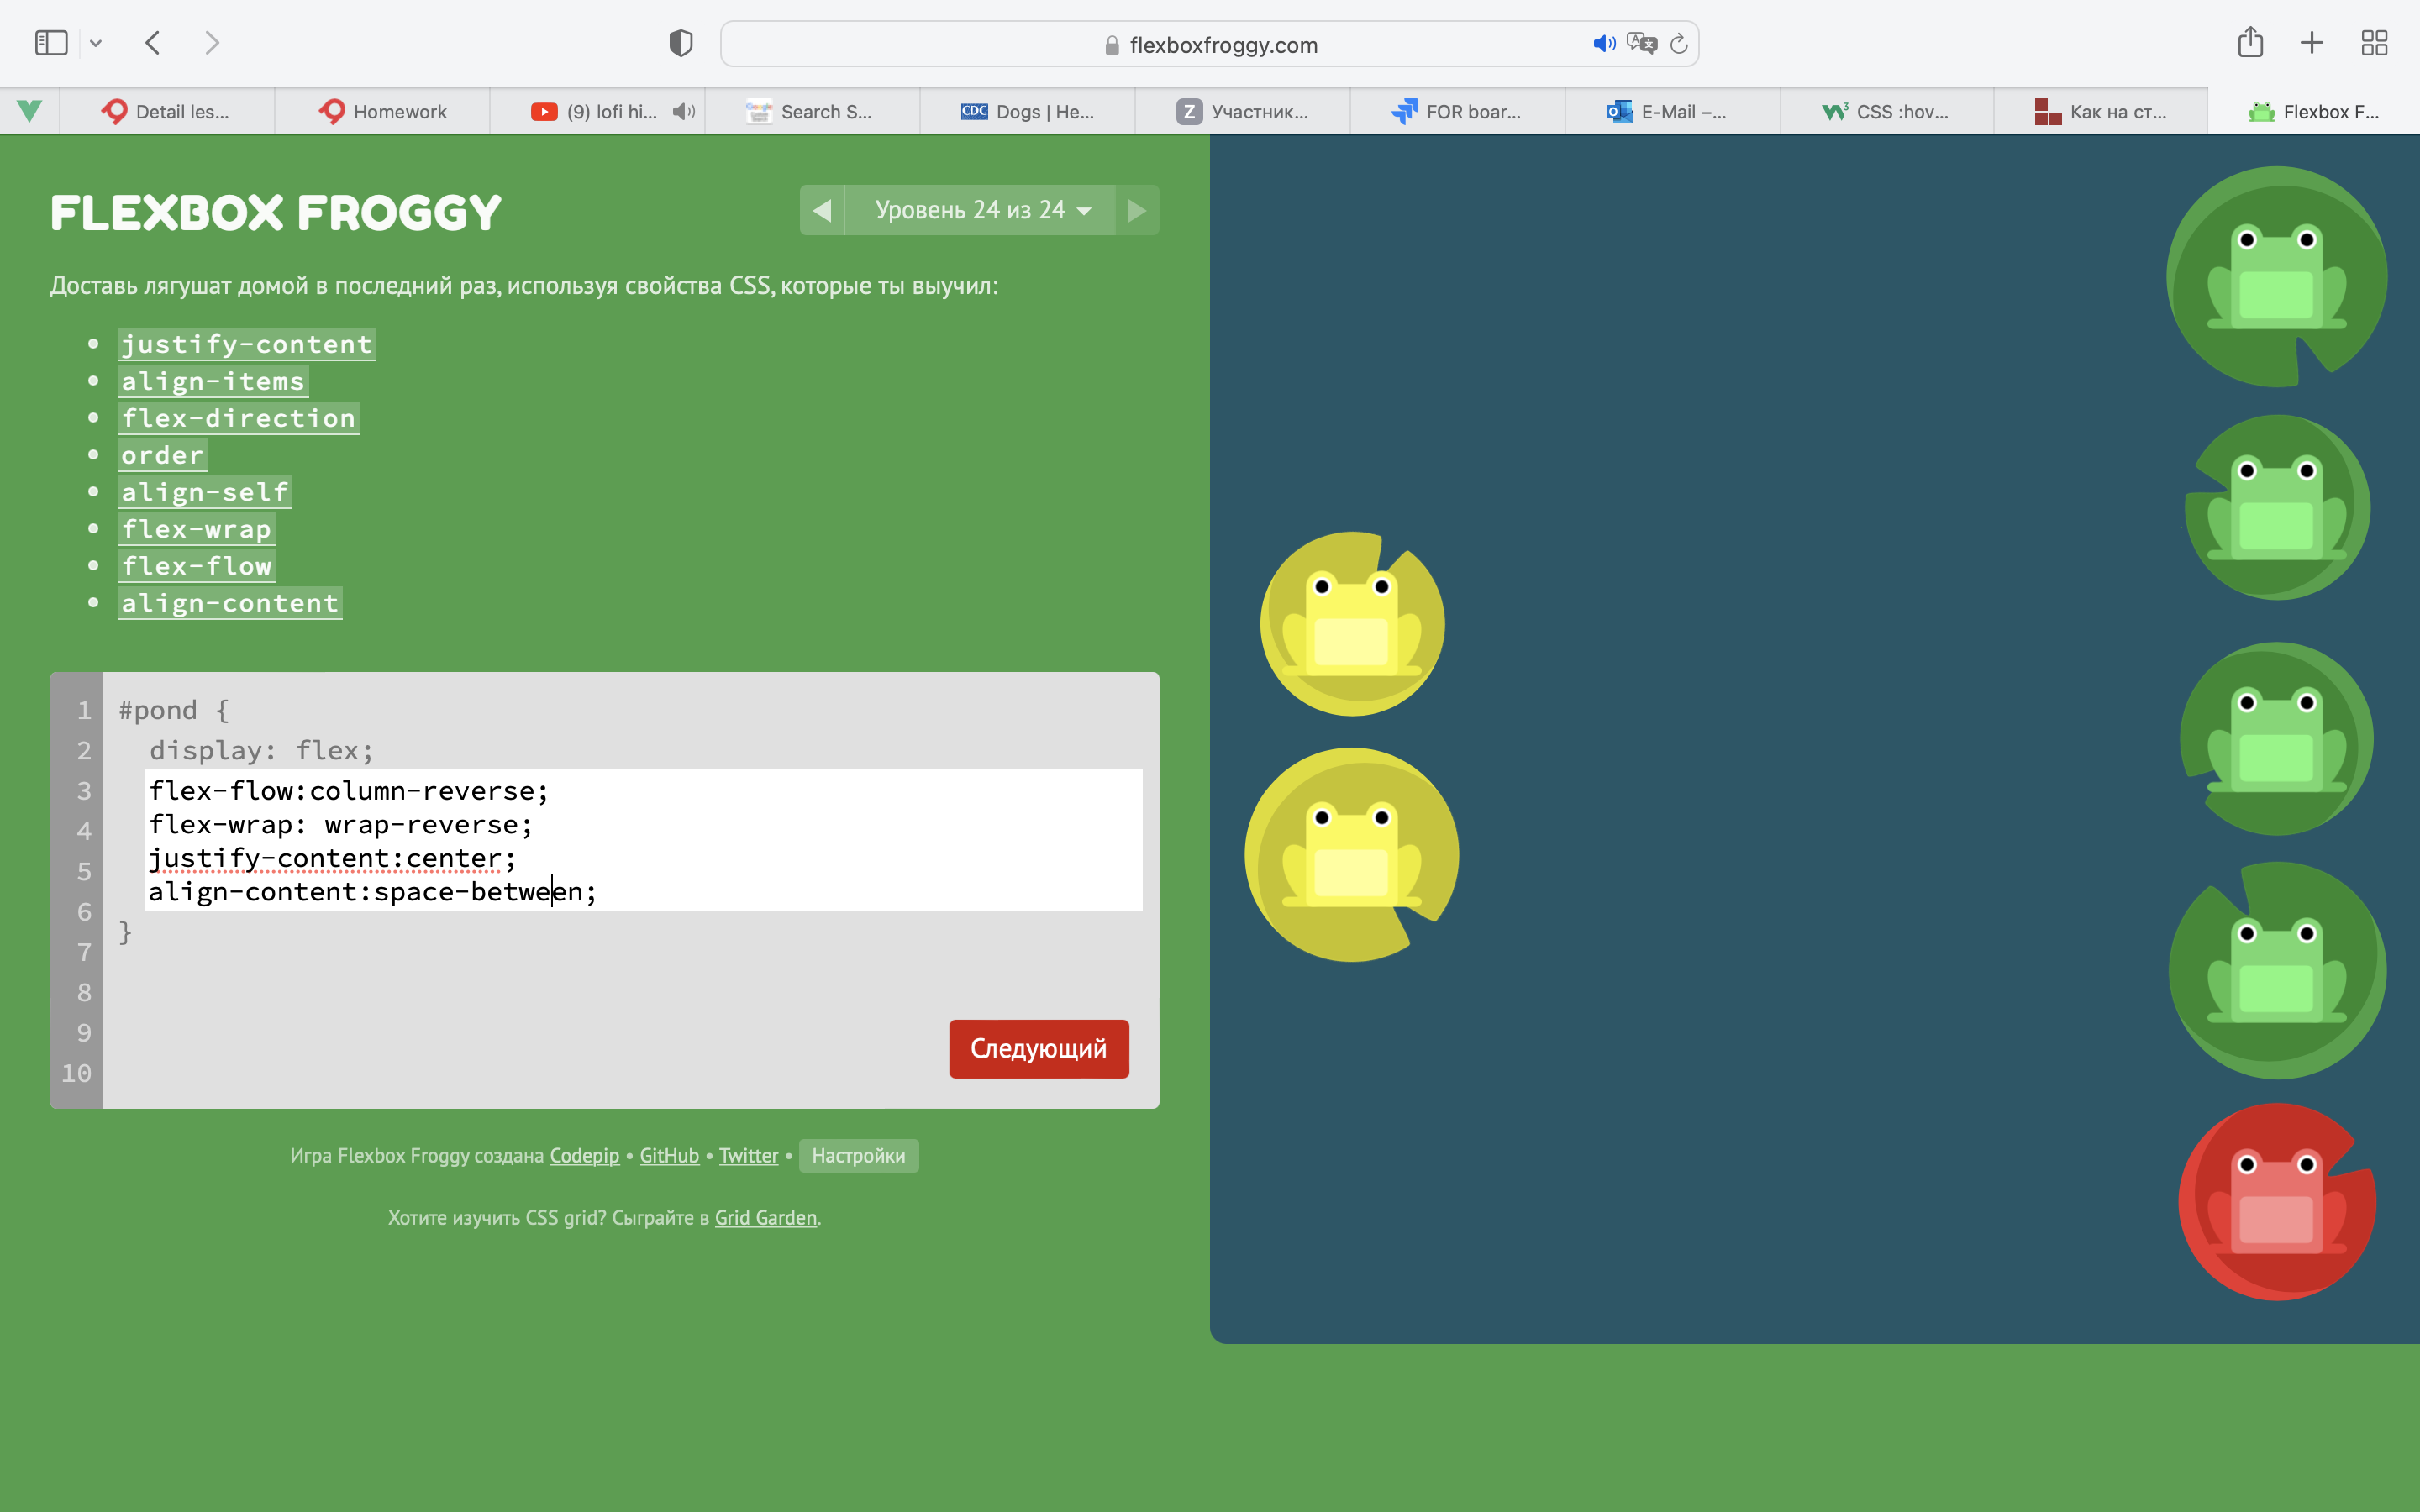 flexboxfroggy.com
Detail les...
Homework
(9) lofi hi...
Search S...
CDC Dogs | He...
Z Участник...
FOR boar...
E-Mail –...
CSS :hov...
Как на ст...
Flexbox F...
FLEXBOX FROGGY
Уровень 24 из 24
Доставь лягушат домой в последний раз, используя свойства CSS, которые ты выучил:
justify-content
align-items
flex-direction
order
align-self
flex-wrap
flex-flow
align-content
1 #pond {
2 display: flex;
3 flex-flow:column-reverse;
4 flex-wrap: wrap-reverse;
5 justify-content:center;
6 align-content:space-between;
7 }
8
9
10
Следующий
Игра Flexbox Froggy создана Codepip • GitHub • Twitter • Настройки
Хотите изучить CSS grid? Сыграйте в Grid Garden.